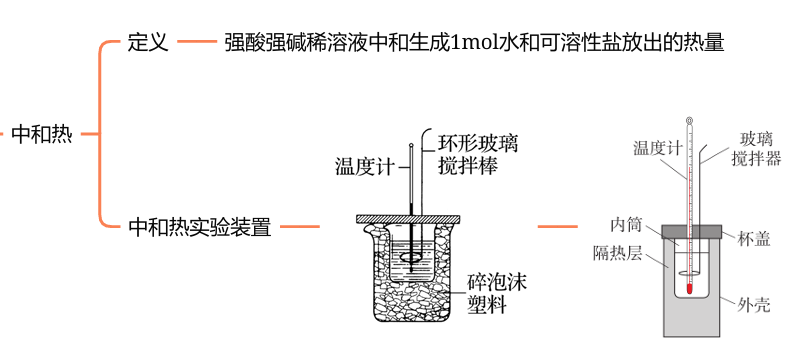 定义
强酸强碱稀溶液中和生成1mol水和可溶性盐放出的热量
中和热
中和热实验装置
温度计
环形玻璃
搅拌棒
碎泡沫
塑料
温度计
玻璃
搅拌器
内筒
杯盖
隔热层
外壳